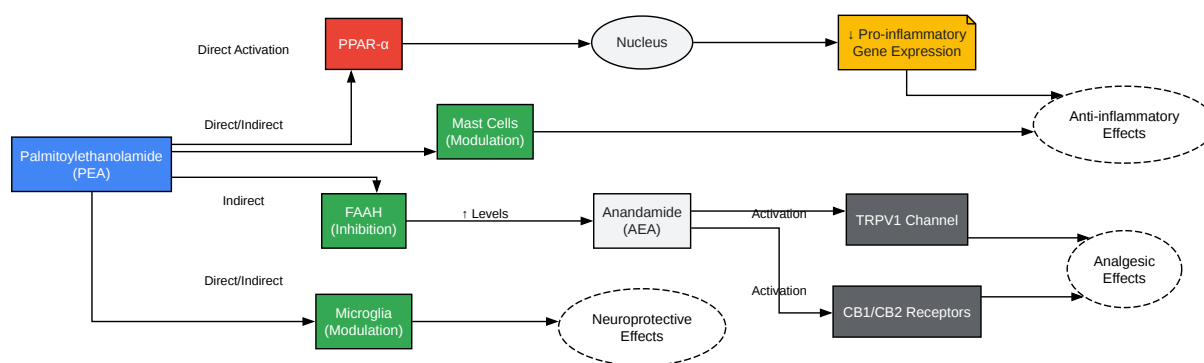 Direct Activation
PPAR-α
Nucleus
↓ Pro-inflammatory
Gene Expression
Direct/Indirect
Mast Cells
(Modulation)
Anti-inflammatory
Effects
Palmitoylethanolamide
(PEA)
Indirect
FAAH
(Inhibition)
↑ Levels
Anandamide
(AEA)
Activation
TRPV1 Channel
Analgesic
Effects
Direct/Indirect
Microglia
(Modulation)
Neuroprotective
Effects
Activation
CB1/CB2 Receptors